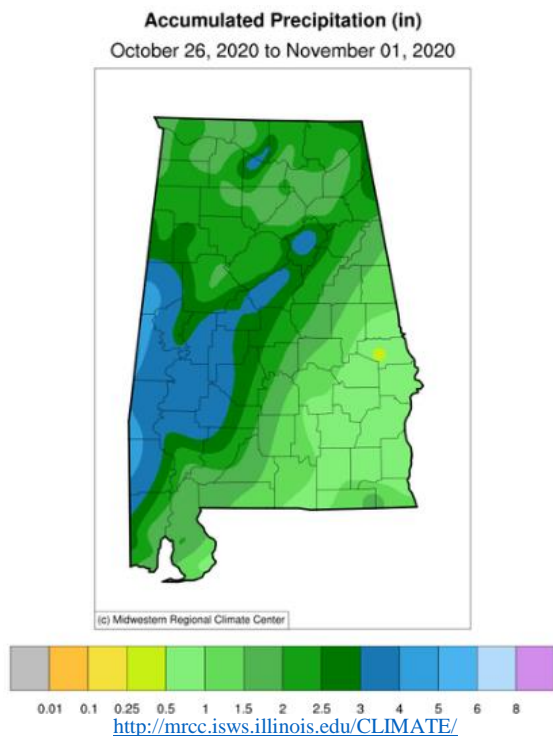 Accumulated Precipitation (in)
October 26, 2020 to November 01, 2020
(c) Midwestern Regional Climate Center
0.01 0.1 0.25 0.5 1 1.5 2 2.5 3 4 5 6 8
http://mrcc.isws.illinois.edu/CLIMATE/